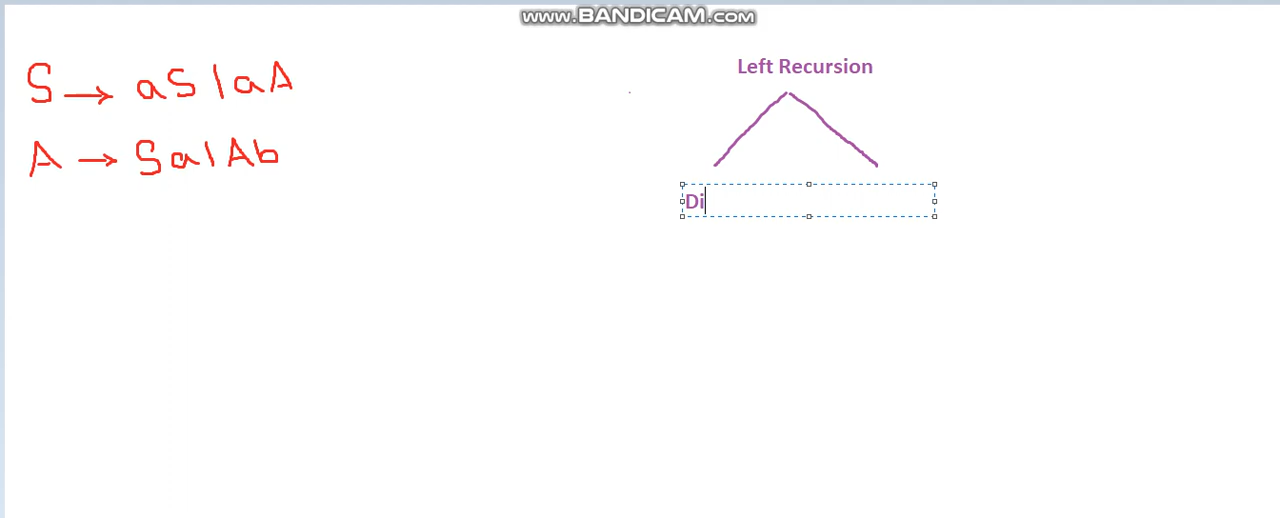 www.BANDICAM.com
S → aS | aA
A → Sa | Ab
Left Recursion
Di